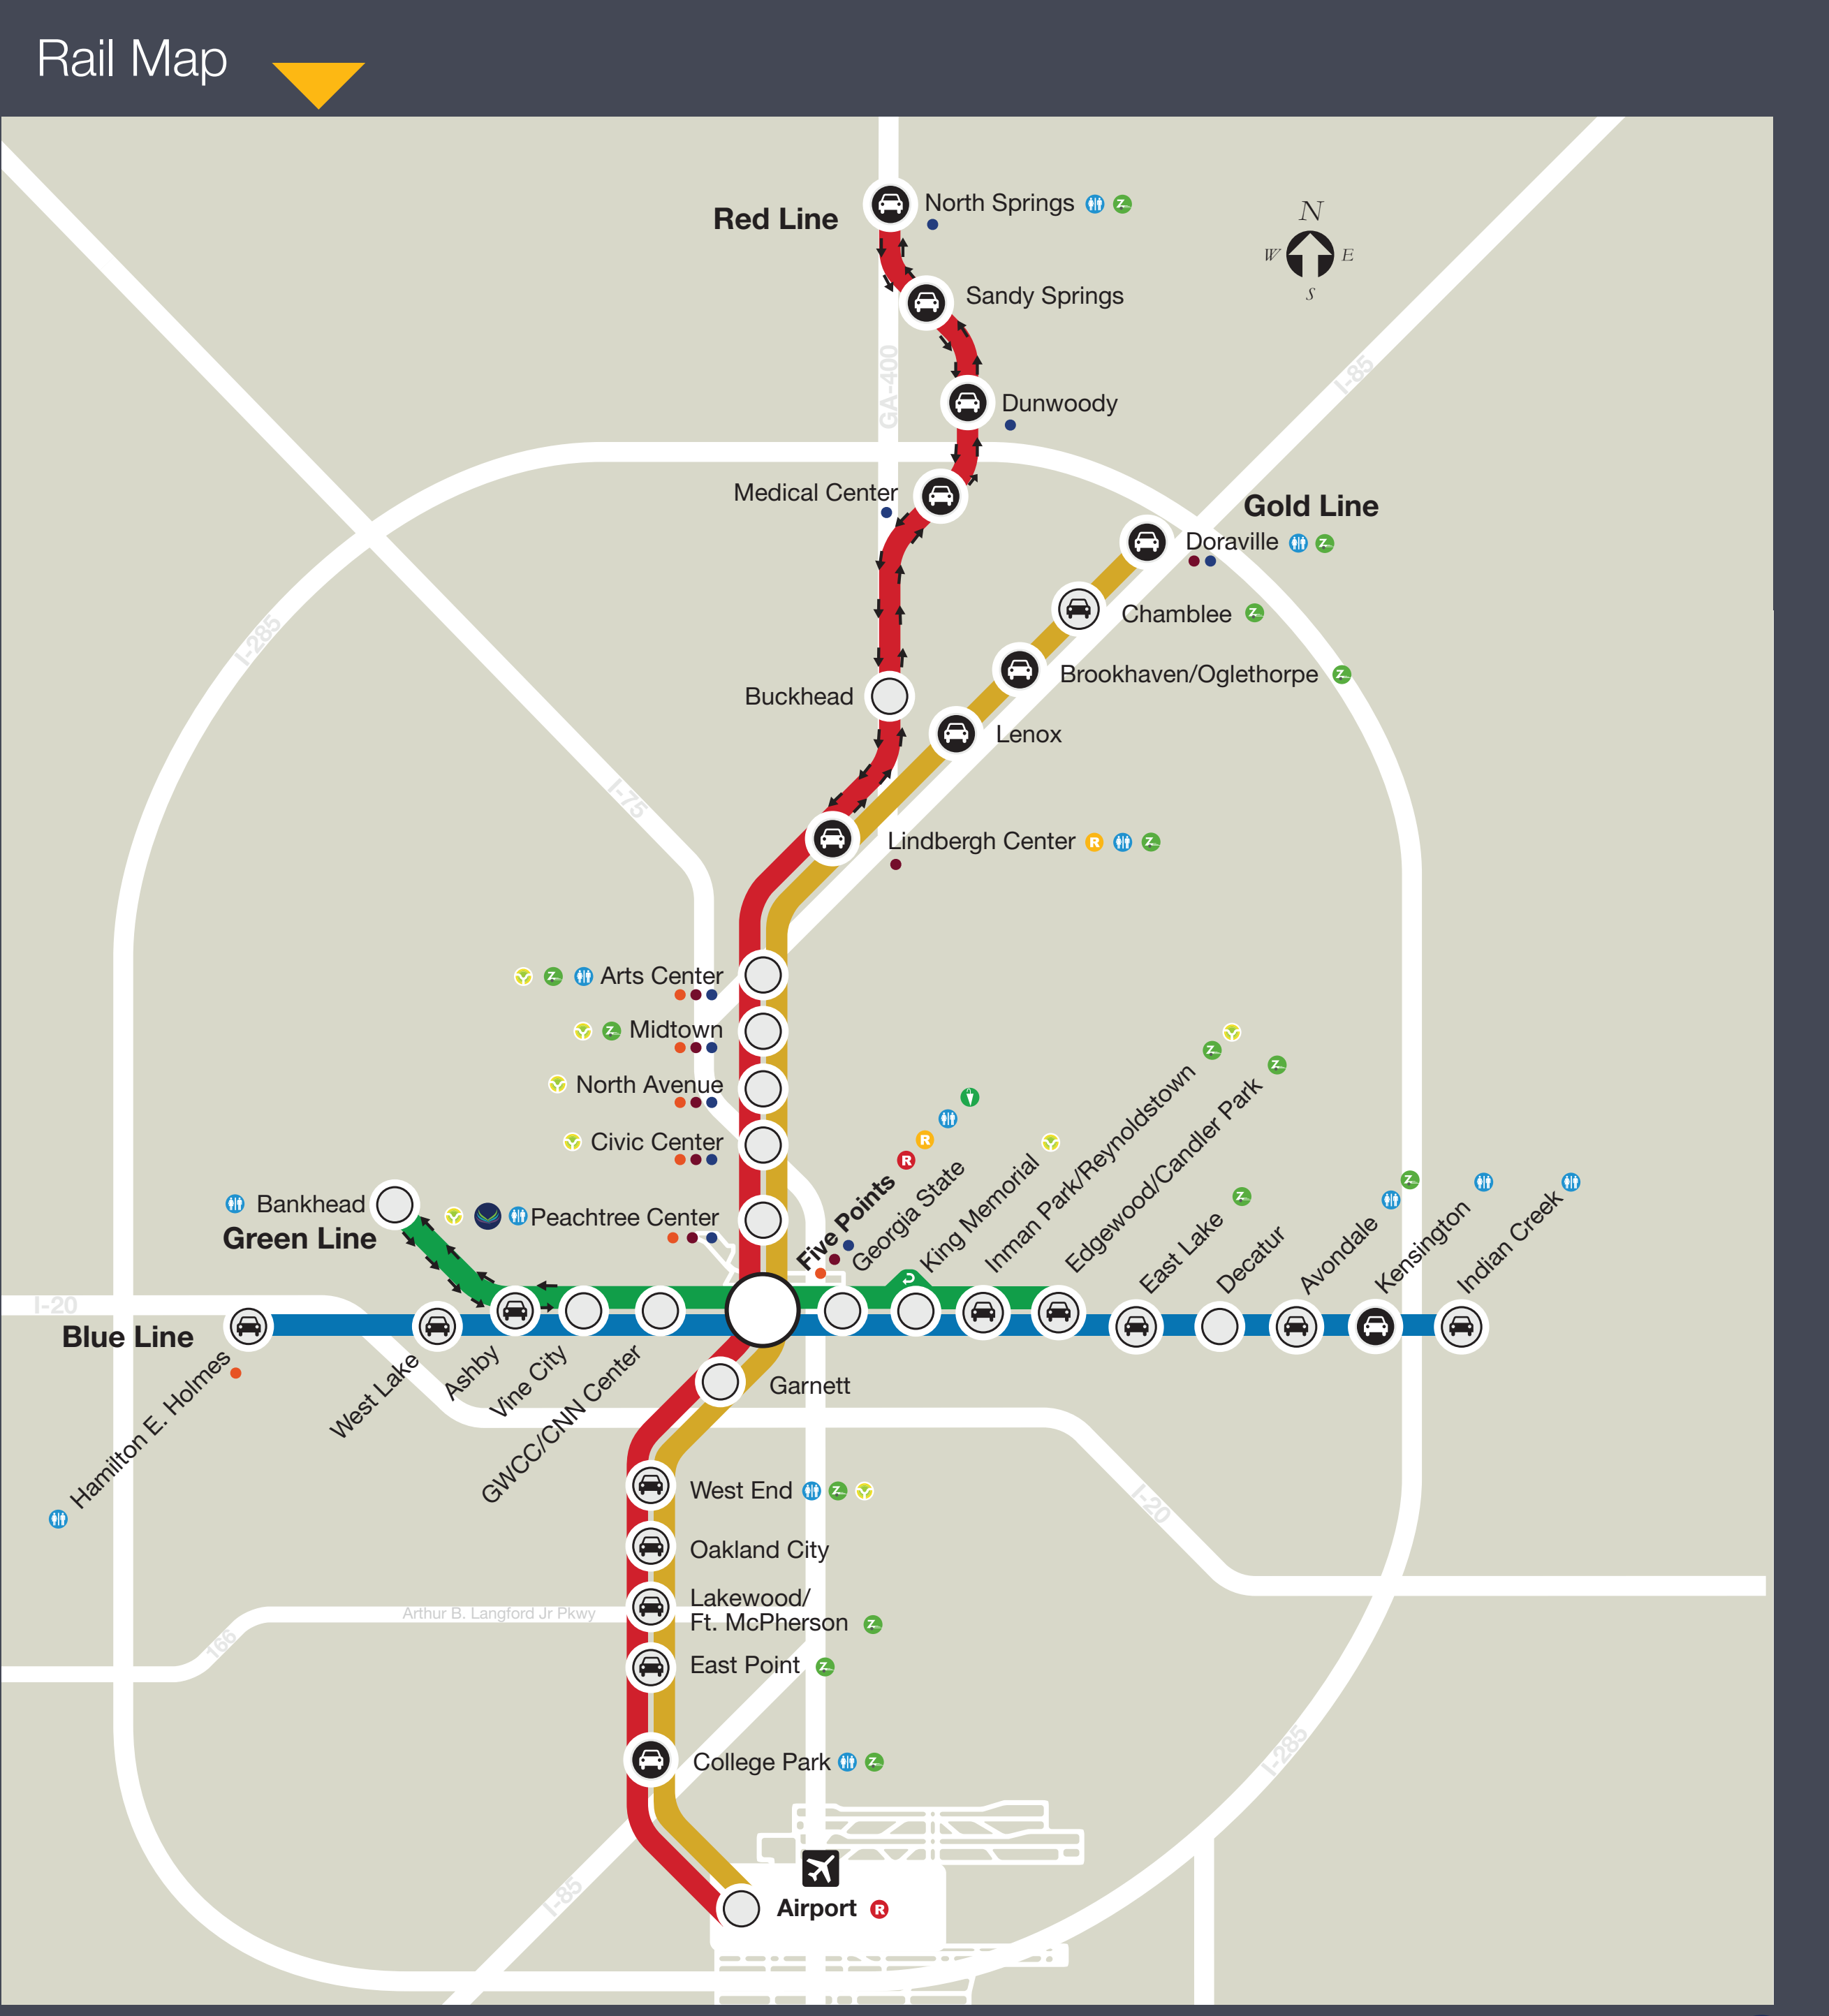 Rail Map
N
W E
S
Red Line
North Springs
Sandy Springs
GA-400
I-85
Dunwoody
Medical Center
Gold Line
Doraville
Chamblee
I-285
Brookhaven/Oglethorpe
Buckhead
Lenox
I-75
Lindbergh Center R
Arts Center
Midtown
North Avenue
Civic Center
Bankhead
Green Line
Peachtree Center
Five Points R R
Georgia State
King Memorial
Inman Park/Reynoldstown
Edgewood/Candler Park
East Lake
Decatur
Avondale
Kensington
Indian Creek
I-20
Blue Line
Hamilton E. Holmes
West Lake
Ashby
Vine City
GWCC/CNN Center
Garnett
West End
I-20
Oakland City
Lakewood/
Ft. McPherson
Arthur B. Langford Jr Pkwy
166
East Point
College Park
I-285
I-85
Airport R